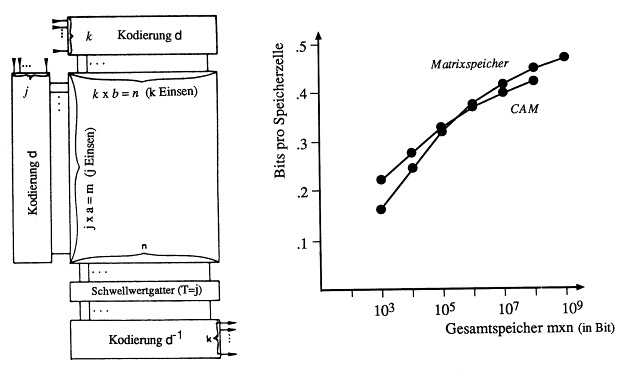 k Kodierung d
j
k x b = n (k Einsen)
Kodierung d
j x a = m (j Einsen)
n
Schwellwertgatter (T=j)
Kodierung d-1
k
Bits pro Speicherzelle
.5
.4
.3
.2
.1
Matrixspeicher
CAM
10³ 10⁵ 10⁷ 10⁹
Gesamtspeicher mxn (in Bit)